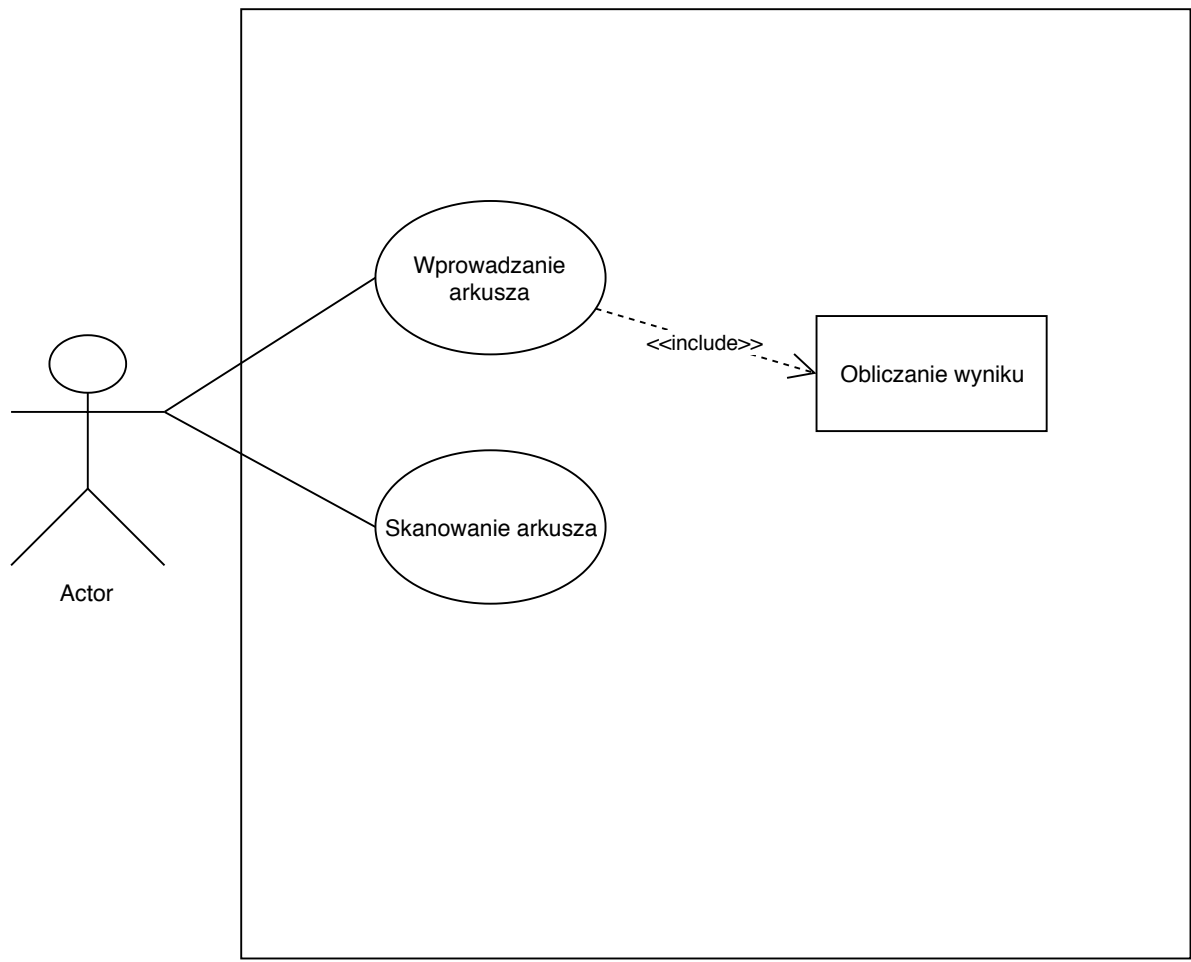 Wprowadzanie
arkusza
<<include>>
Obliczanie wyniku
Skanowanie arkusza
Actor